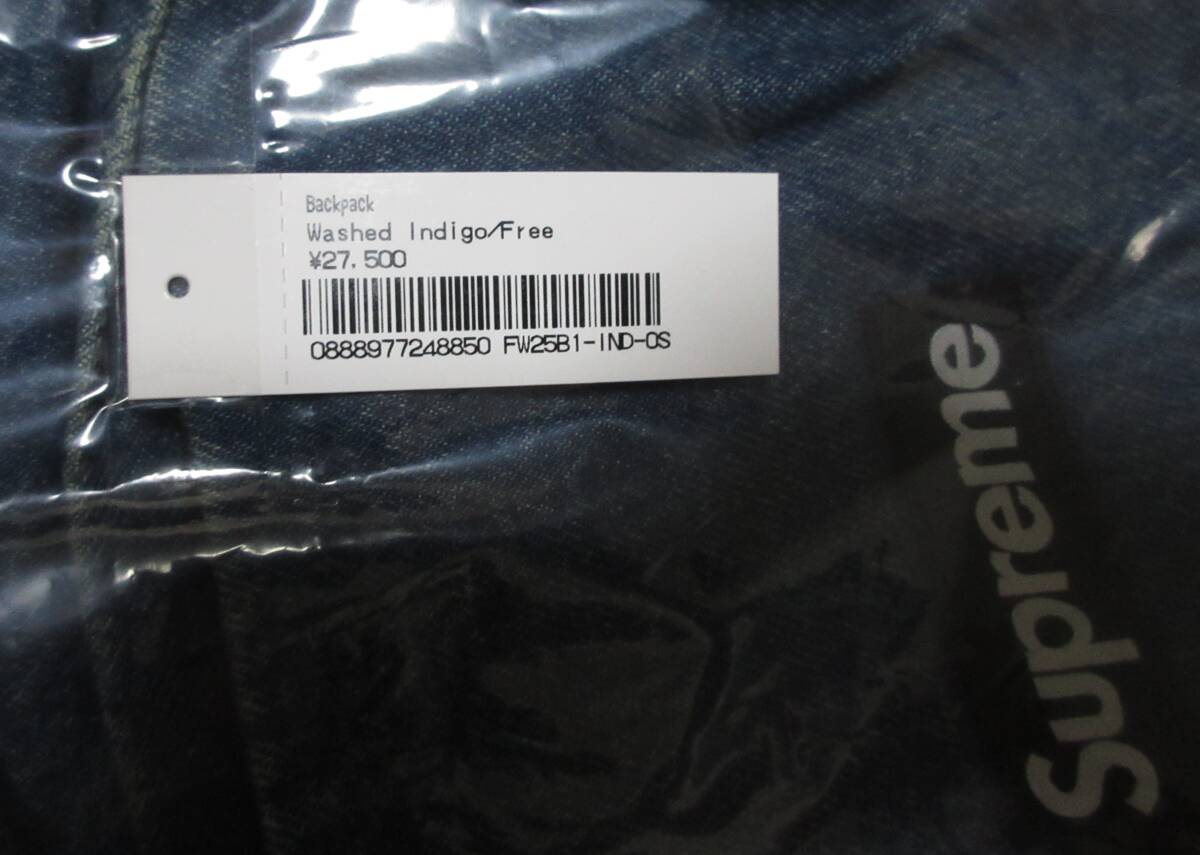 Backpack
Washed Indigo/Free
¥27,500
0888977248850 FW25B1-IND-OS
Supreme